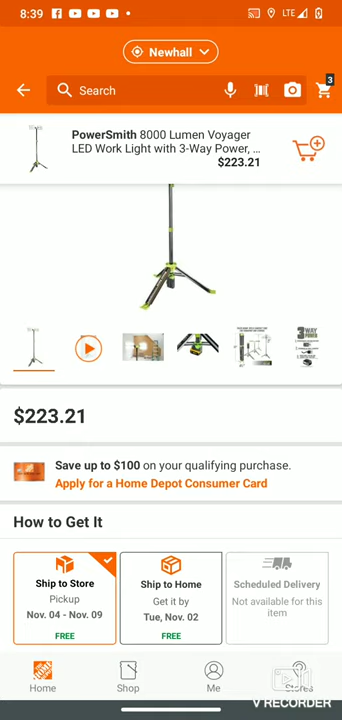 8:39
LTE
Newhall
Search
3
PowerSmith 8000 Lumen Voyager
LED Work Light with 3-Way Power, ...
$223.21
3 WAY
POWER
$223.21
Save up to $100 on your qualifying purchase.
Apply for a Home Depot Consumer Card
How to Get It
Ship to Store
Pickup
Nov. 04 - Nov. 09
FREE
Ship to Home
Get it by
Tue, Nov. 02
FREE
Scheduled Delivery
Not available for this
item
Home
Shop
Me
Stores
V RECORDER